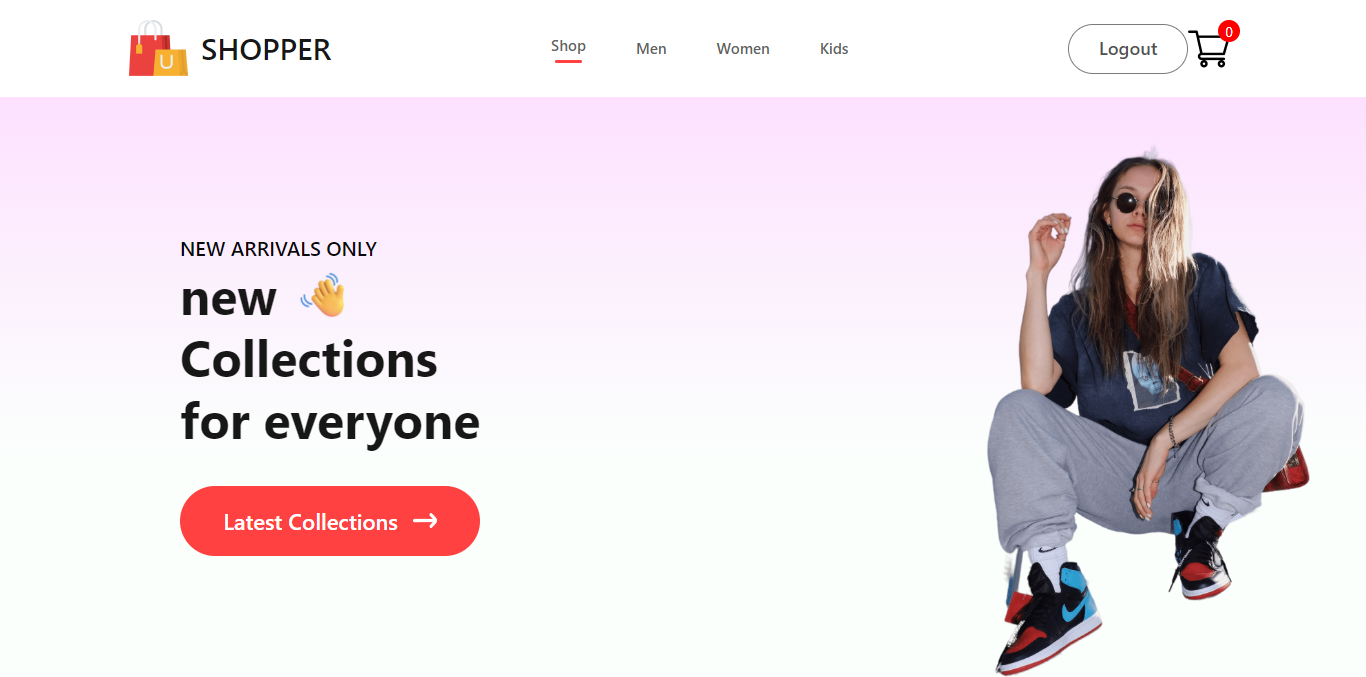 SHOPPER
Shop
Men
Women
Kids
Logout
0
NEW ARRIVALS ONLY
new 👋
Collections
for everyone
Latest Collections →